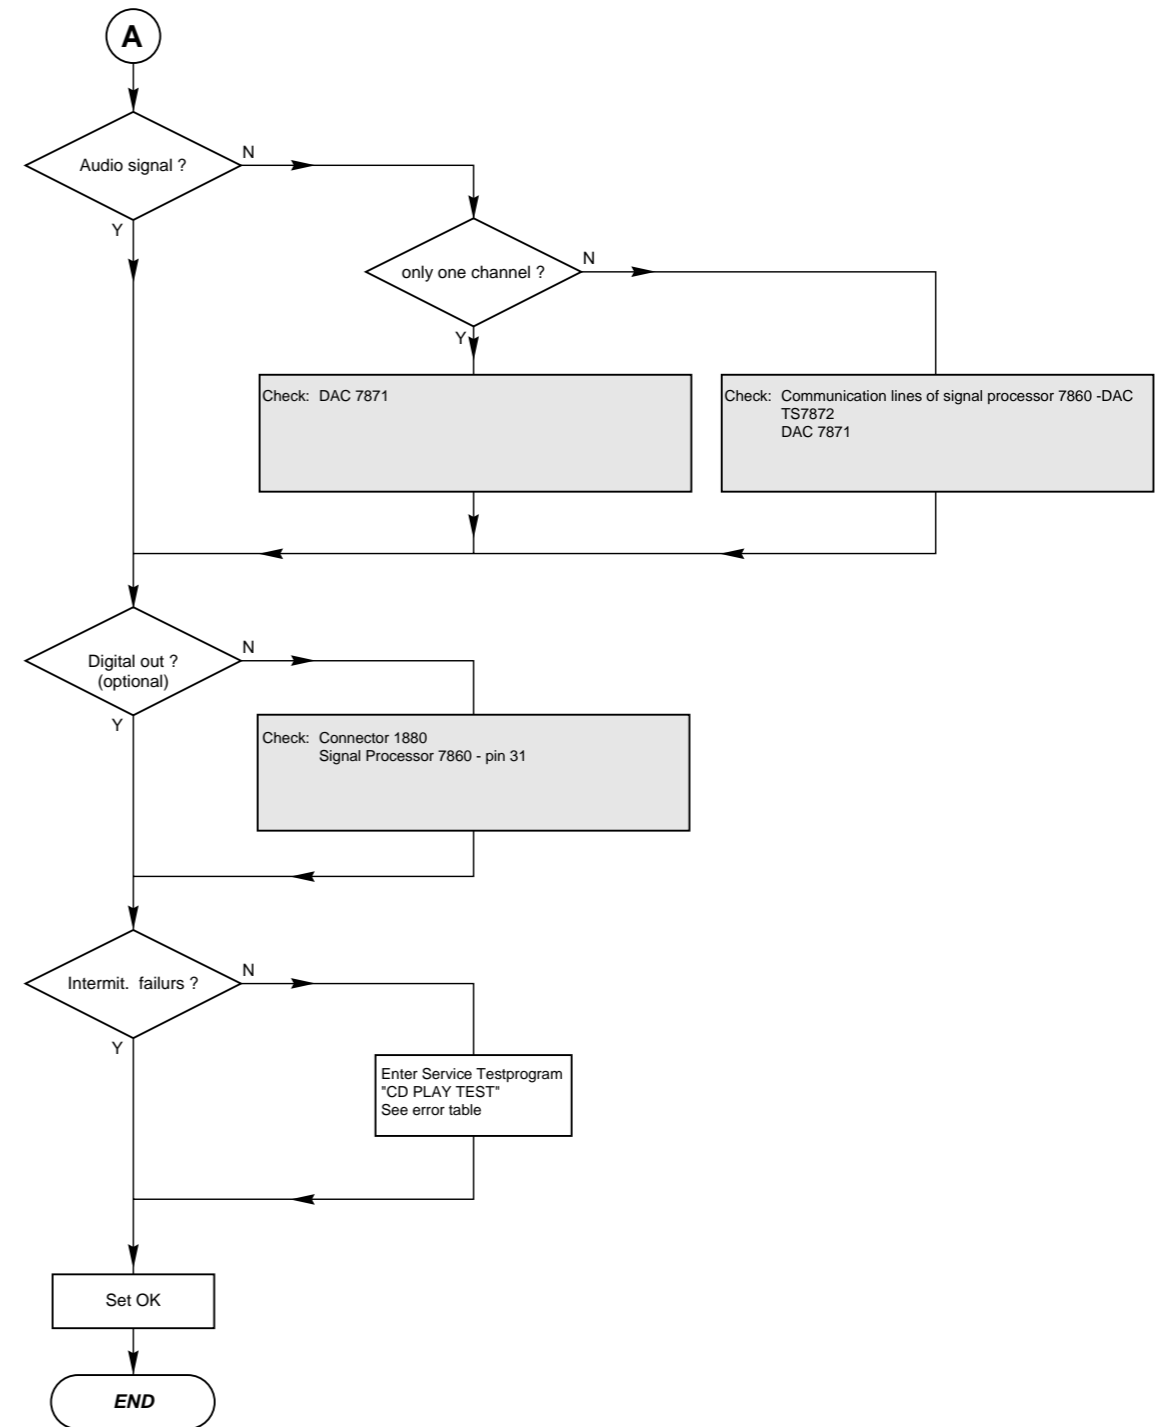 A
Audio signal ?
N
Y
only one channel ?
N
Y
Check: DAC 7871
Check: Communication lines of signal processor 7860 -DAC
TS7872
DAC 7871
Digital out ?
(optional)
N
Y
Check: Connector 1880
Signal Processor 7860 - pin 31
Intermit. failurs ?
N
Y
Enter Service Testprogram
"CD PLAY TEST"
See error table
Set OK
END